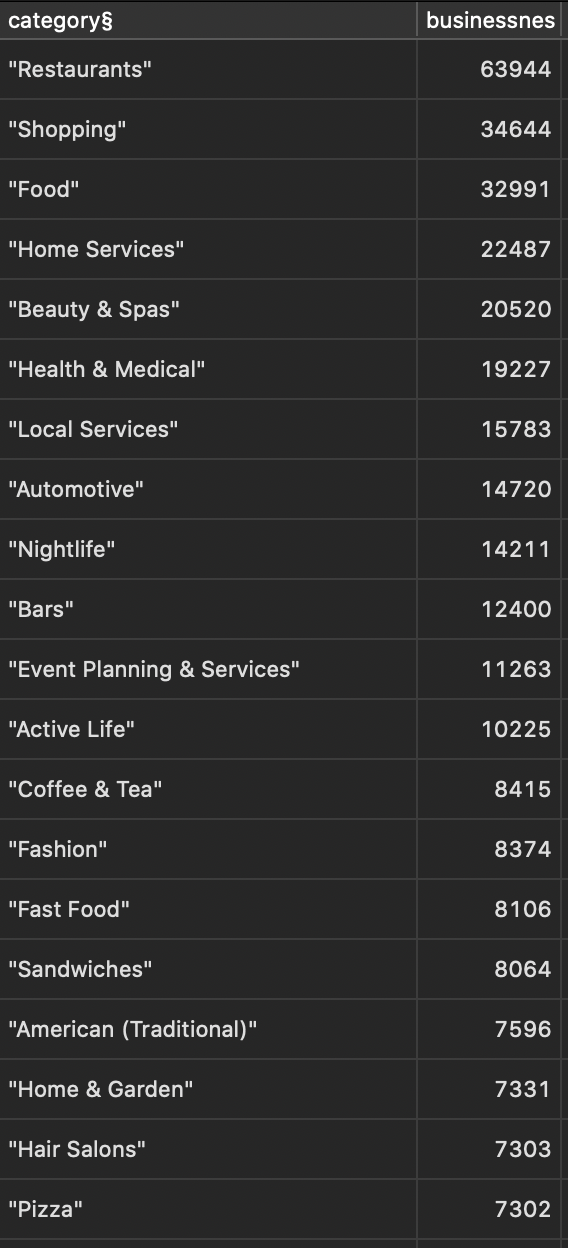 category§ businessnes
"Restaurants" 63944
"Shopping" 34644
"Food" 32991
"Home Services" 22487
"Beauty & Spas" 20520
"Health & Medical" 19227
"Local Services" 15783
"Automotive" 14720
"Nightlife" 14211
"Bars" 12400
"Event Planning & Services" 11263
"Active Life" 10225
"Coffee & Tea" 8415
"Fashion" 8374
"Fast Food" 8106
"Sandwiches" 8064
"American (Traditional)" 7596
"Home & Garden" 7331
"Hair Salons" 7303
"Pizza" 7302